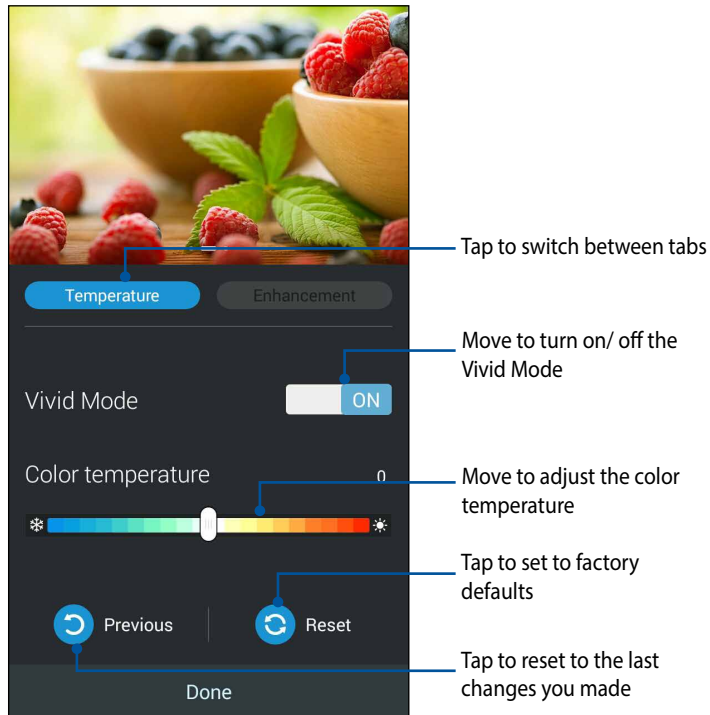 Tap to switch between tabs
Temperature
Enhancement
Move to turn on/ off the
Vivid Mode
Vivid Mode
ON
Color temperature
0
Move to adjust the color
temperature
Tap to set to factory
defaults
Previous
Reset
Tap to reset to the last
changes you made
Done